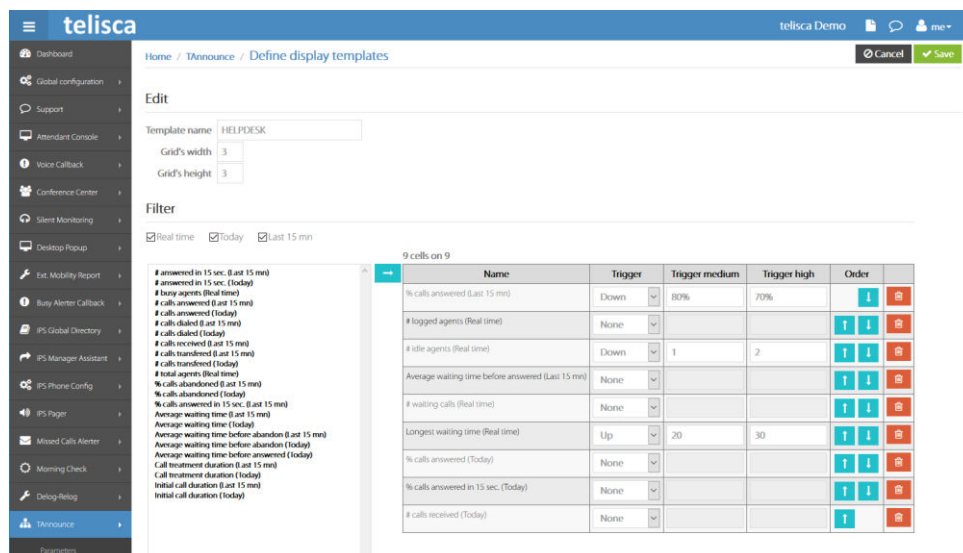 telisca
telisca Demo
me
Dashboard
Global configuration
Support
Attendant Console
Voice Callback
Conference Center
Silent Monitoring
Desktop Popup
Ext. Mobility Report
Busy Alerter Callback
IPS Global Directory
IPS Manager Assistant
IPS Phone Config
IPS Pager
Missed Calls Alerter
Morning Check
Delog-Relog
TAnnounce
Parameters
Home / TAnnounce / Define display templates
Cancel
Save
Edit
Template name HELPDESK
Grid's width 3
Grid's height 3
Filter
Real time Today Last 15 mn
# answered in 15 sec. (Last 15 mn)
# answered in 15 sec. (Today)
# busy agents (Real time)
# calls answered (Last 15 mn)
# calls answered (Today)
# calls dialed (Last 15 mn)
# calls dialed (Today)
# calls received (Last 15 mn)
# calls transfered (Last 15 mn)
# calls transfered (Today)
# total agents (Real time)
% calls abandoned (Last 15 mn)
% calls abandoned (Today)
% calls answered in 15 sec. (Last 15 mn)
Average waiting time (Last 15 mn)
Average waiting time (Today)
Average waiting time before abandon (Last 15 mn)
Average waiting time before abandon (Today)
Average waiting time before answered (Today)
Call treatment duration (Last 15 mn)
Call treatment duration (Today)
Initial call duration (Last 15 mn)
Initial call duration (Today)
9 cells on 9
Name Trigger Trigger medium Trigger high Order
% calls answered (Last 15 mn) Down 80% 70%
# logged agents (Real time) None
# idle agents (Real time) Down 1 2
Average waiting time before answered (Last 15 mn) None
# waiting calls (Real time) None
Longest waiting time (Real time) Up 20 30
% calls answered (Today) None
% calls answered in 15 sec. (Today) None
# calls received (Today) None